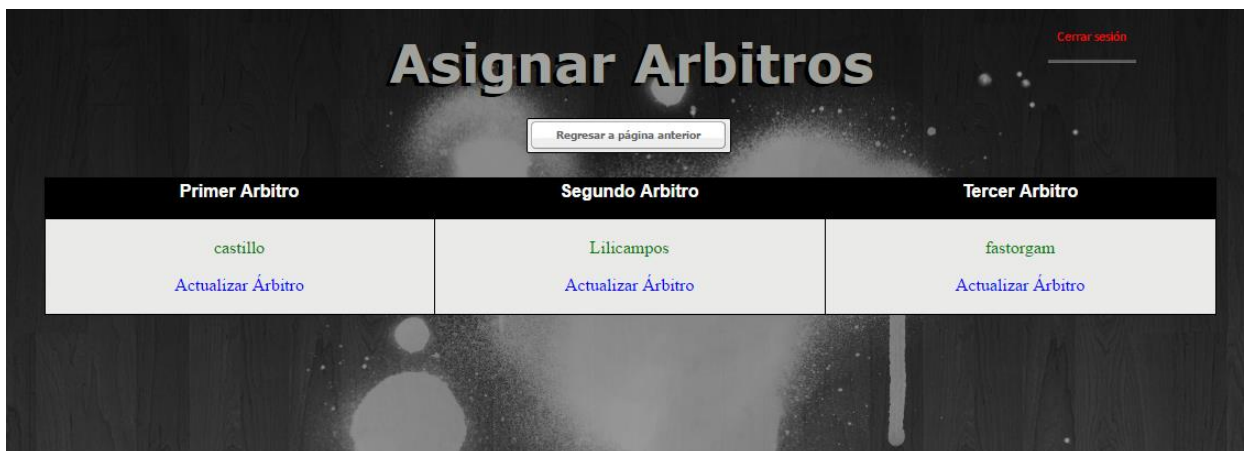 Cerrar sesión
Asignar Arbitros
Regresar a página anterior
Primer Arbitro Segundo Arbitro Tercer Arbitro
castillo Lilicampos fastorgam
Actualizar Árbitro Actualizar Árbitro Actualizar Árbitro